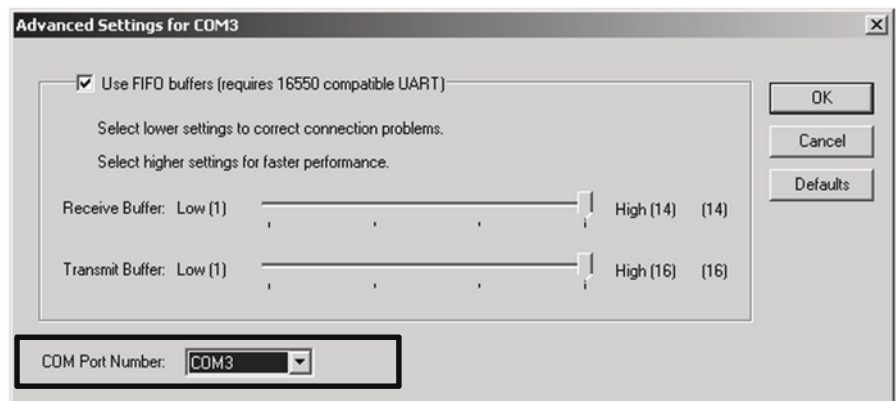 Advanced Settings for COM3
Use FIFO buffers (requires 16550 compatible UART)
OK
Select lower settings to correct connection problems.
Cancel
Select higher settings for faster performance.
Defaults
Receive Buffer: Low (1) High (14) (14)
Transmit Buffer: Low (1) High (16) (16)
COM Port Number: COM3